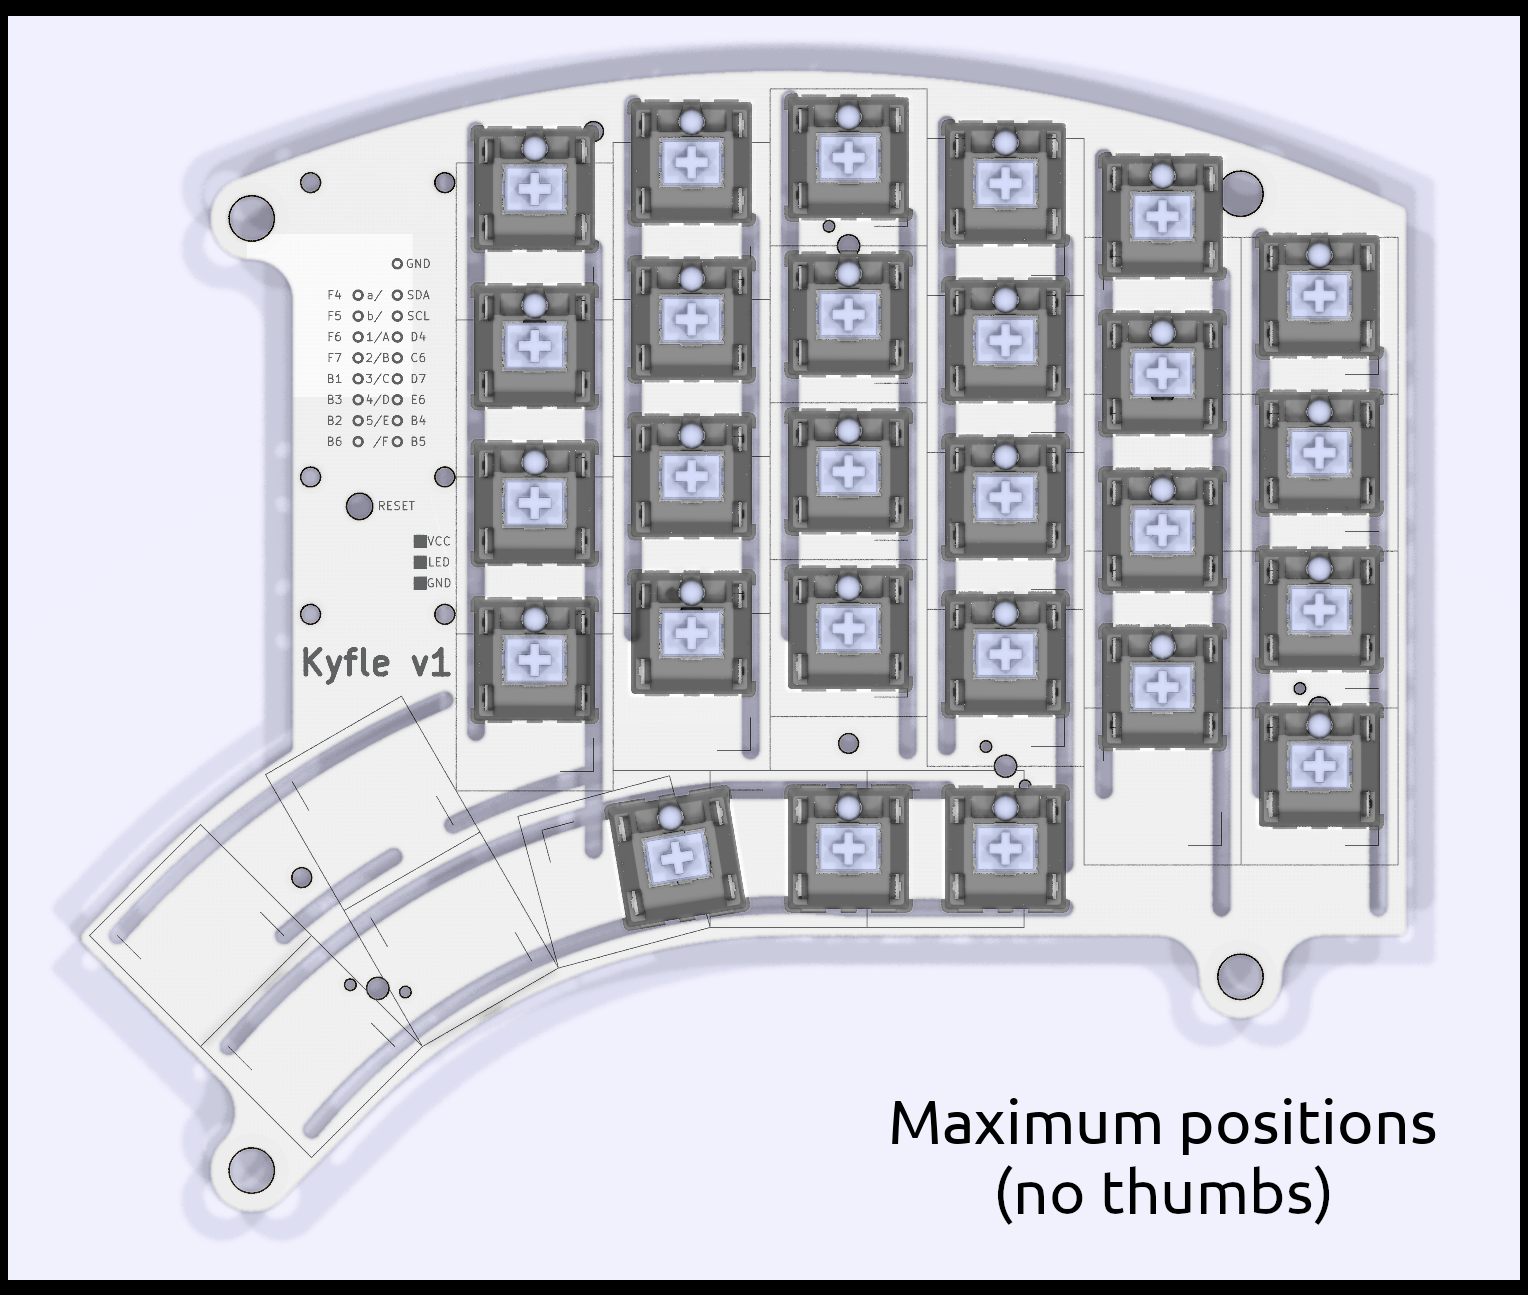 GND
F4 a/ SDA
F5 b/ SCL
F6 1/A D4
F7 2/B C6
B1 3/C D7
B3 4/D E6
B2 5/E B4
B6 /F B5
RESET
VCC
LED
GND
Kyfle v1
Maximum positions
(no thumbs)